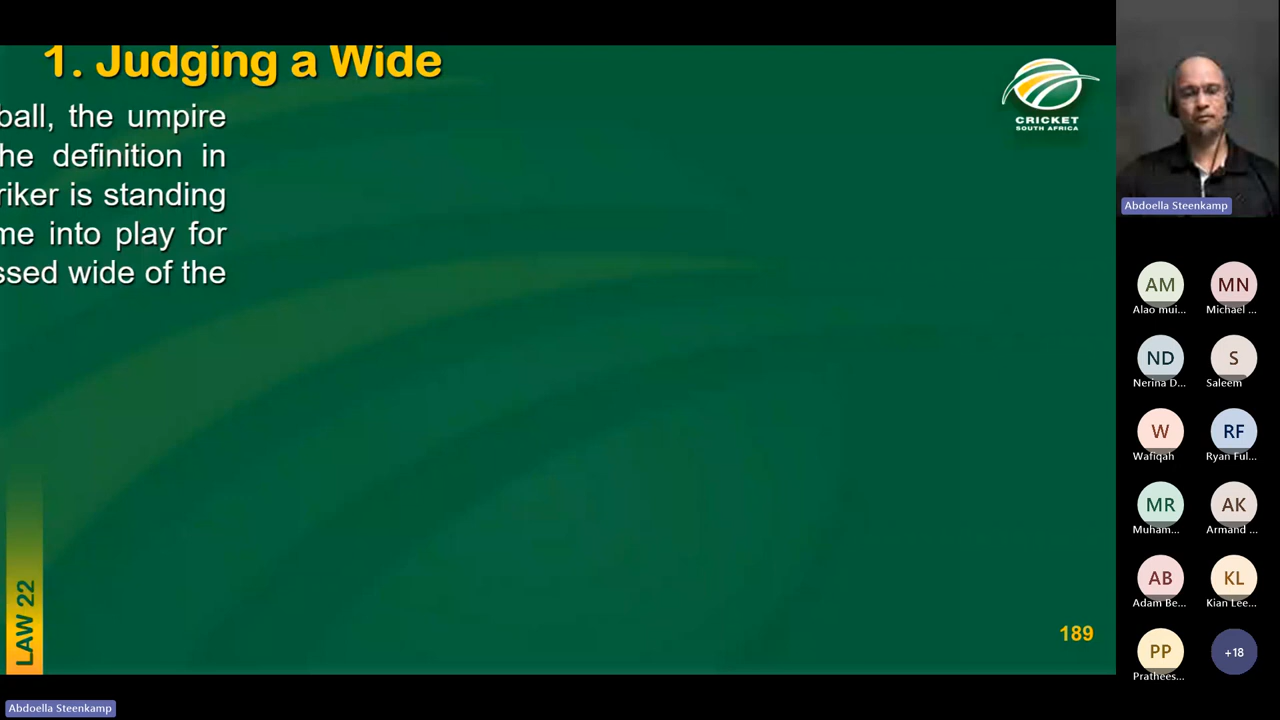 1. Judging a Wide
ball, the umpire
he definition in
riker is standing
me into play for
ssed wide of the
CRICKET
SOUTH AFRICA
LAW 22
189
Abdoella Steenkamp
AM
MN
Alao mui...
Michael ...
ND
S
Nerina D...
Saleem
W
RF
Wafiqah
Ryan Ful...
MR
AK
Muham...
Armand ...
AB
KL
Adam Be...
Kian Lee...
PP
+18
Prathees...
Abdoella Steenkamp